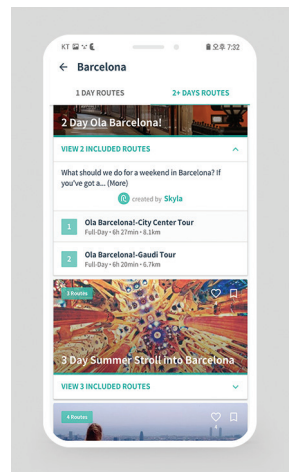 KT
오후 7:32
Barcelona
1 DAY ROUTES
2+ DAYS ROUTES
2 Day Ola Barcelona!
VIEW 2 INCLUDED ROUTES
What should we do for a weekend in Barcelona? If
you've got a... (More)
created by Skyla
1
Ola Barcelona!-City Center Tour
Full-Day • 6h 27min • 8.1km
2
Ola Barcelona!-Gaudi Tour
Full-Day • 6h 20min • 6.7km
3 Routes
3 Day Summer Stroll into Barcelona
VIEW 3 INCLUDED ROUTES
4 Routes